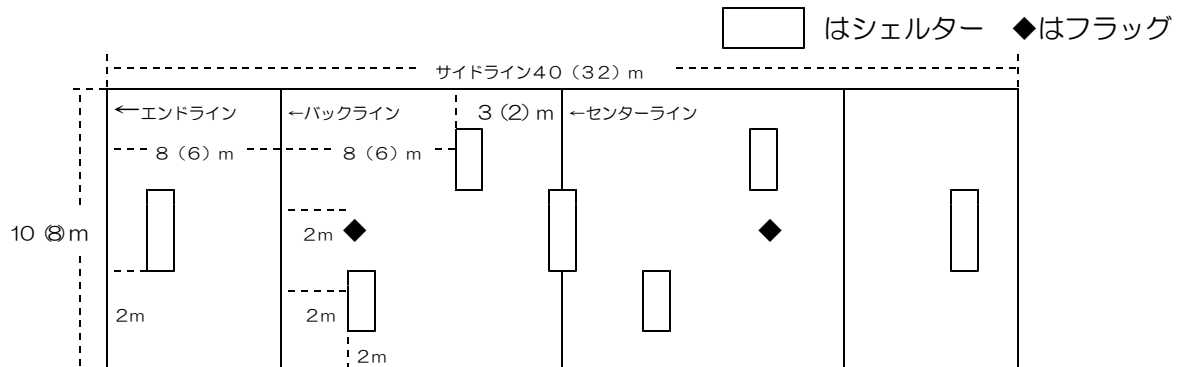 はシェルター ◆はフラッグ
サイドライン40（32）m
←エンドライン
←バックライン
3（2）m
←センターライン
8（6）m
8（6）m
10（8）m
2m
2m
2m
2m